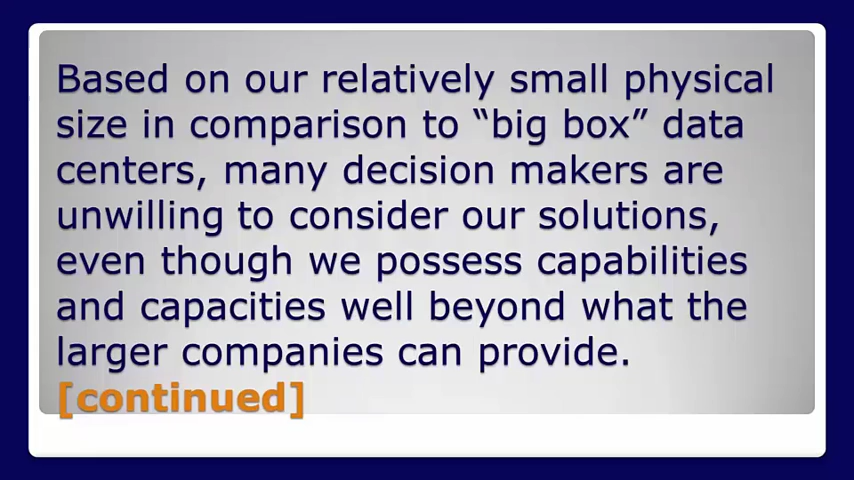 Based on our relatively small physical
size in comparison to “big box” data
centers, many decision makers are
unwilling to consider our solutions,
even though we possess capabilities
and capacities well beyond what the
larger companies can provide.
[continued]